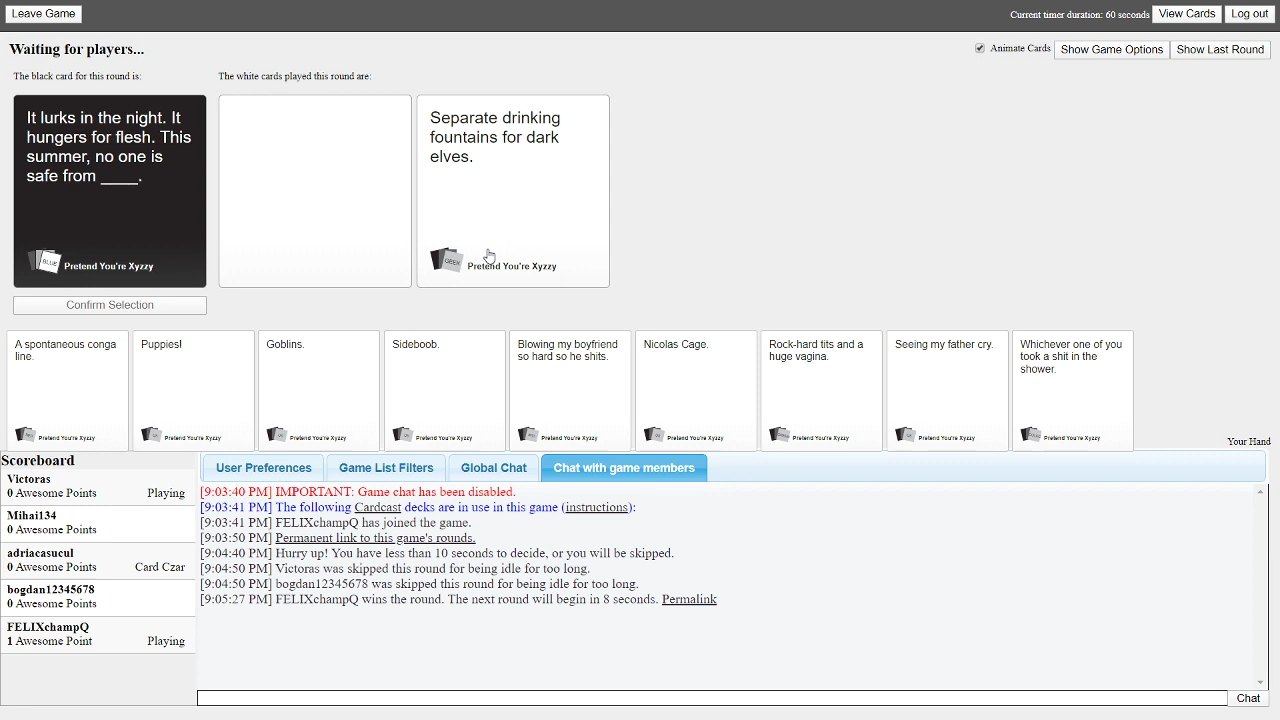 Leave Game
Current timer duration: 60 seconds
View Cards
Log out
Waiting for players...
Animate Cards
Show Game Options
Show Last Round
The black card for this round is:
The white cards played this round are:
It lurks in the night. It
hungers for flesh. This
summer, no one is
safe from ____.
BLUE
Pretend You're Xyzzy
Separate drinking
fountains for dark
elves.
GEEK
Pretend You're Xyzzy
Confirm Selection
A spontaneous conga
line.
Pretend You're Xyzzy
Puppies!
Pretend You're Xyzzy
Goblins.
Pretend You're Xyzzy
Sideboob.
Pretend You're Xyzzy
Blowing my boyfriend
so hard so he shits.
Pretend You're Xyzzy
Nicolas Cage.
Pretend You're Xyzzy
Rock-hard tits and a
huge vagina.
Pretend You're Xyzzy
Seeing my father cry.
Pretend You're Xyzzy
Whichever one of you
took a shit in the
shower.
Pretend You're Xyzzy
Your Hand
Scoreboard
Victoras
0 Awesome Points
Playing
Mihai134
0 Awesome Points
adriacasucul
0 Awesome Points
Card Czar
bogdan12345678
0 Awesome Points
FELIXchampQ
1 Awesome Point
Playing
User Preferences
Game List Filters
Global Chat
Chat with game members
[9:03:40 PM] IMPORTANT: Game chat has been disabled.
[9:03:41 PM] The following Cardcast decks are in use in this game (instructions):
[9:03:41 PM] FELIXchampQ has joined the game.
[9:03:50 PM] Permanent link to this game's rounds.
[9:04:40 PM] Hurry up! You have less than 10 seconds to decide, or you will be skipped.
[9:04:50 PM] Victoras was skipped this round for being idle for too long.
[9:04:50 PM] bogdan12345678 was skipped this round for being idle for too long.
[9:05:27 PM] FELIXchampQ wins the round. The next round will begin in 8 seconds. Permalink
Chat